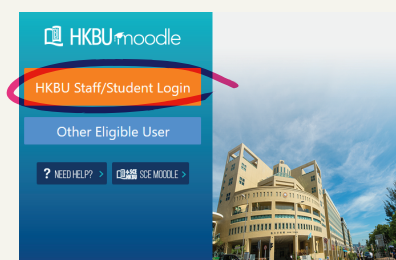 HKBU moodle
HKBU Staff/Student Login
Other Eligible User
? NEED HELP? >
SCE MOODLE >